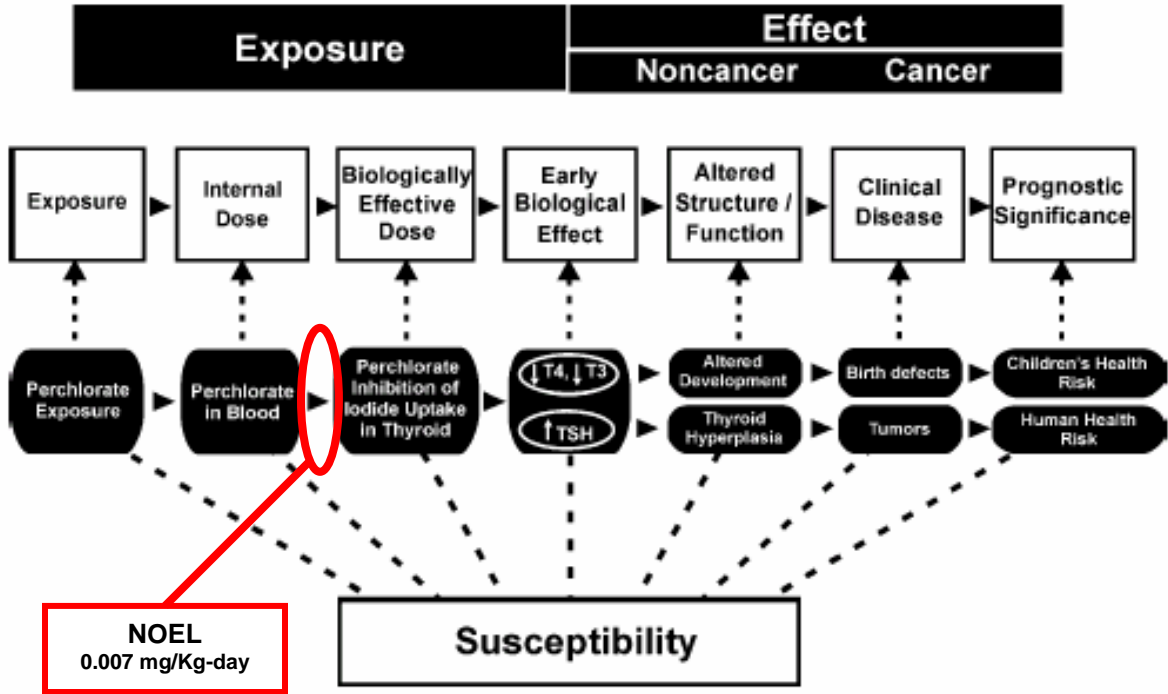 Exposure
Effect
Noncancer Cancer
Exposure
Internal
Dose
Biologically
Effective
Dose
Early
Biological
Effect
Altered
Structure /
Function
Clinical
Disease
Prognostic
Significance
Perchlorate
Exposure
Perchlorate
in Blood
Perchlorate
Inhibition of
Iodide Uptake
in Thyroid
↓T4, ↓T3
↑TSH
Altered
Development
Thyroid
Hyperplasia
Birth defects
Tumors
Children's Health
Risk
Human Health
Risk
NOEL
0.007 mg/Kg-day
Susceptibility